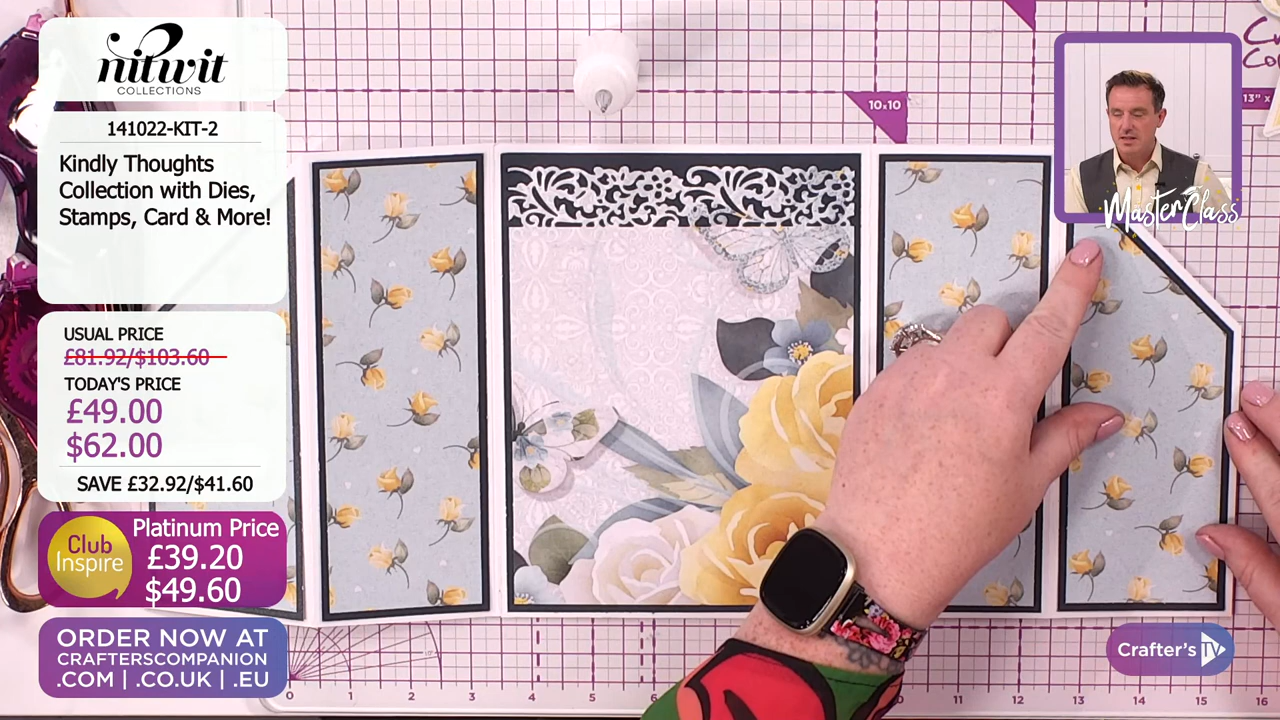 nitwit
COLLECTIONS
141022-KIT-2
Kindly Thoughts
Collection with Dies,
Stamps, Card & More!
USUAL PRICE
£81.92/$103.60
TODAY'S PRICE
£49.00
$62.00
SAVE £32.92/$41.60
Club
Inspire
Platinum Price
£39.20
$49.60
ORDER NOW AT
CRAFTERSCOMPANION
.COM | .CO.UK | .EU
10x10
13" x
MasterClass
Crafter's TV
0 3 4 5 6 7 8 11 12 13 14 15 16